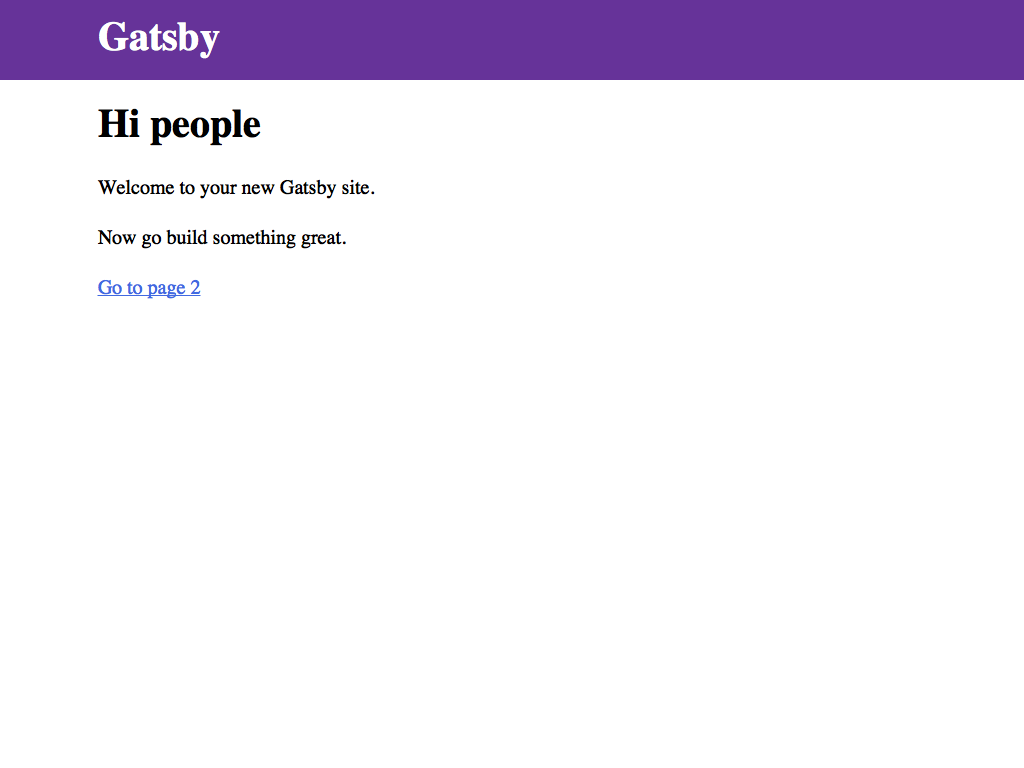 Gatsby
Hi people
Welcome to your new Gatsby site.
Now go build something great.
Go to page 2